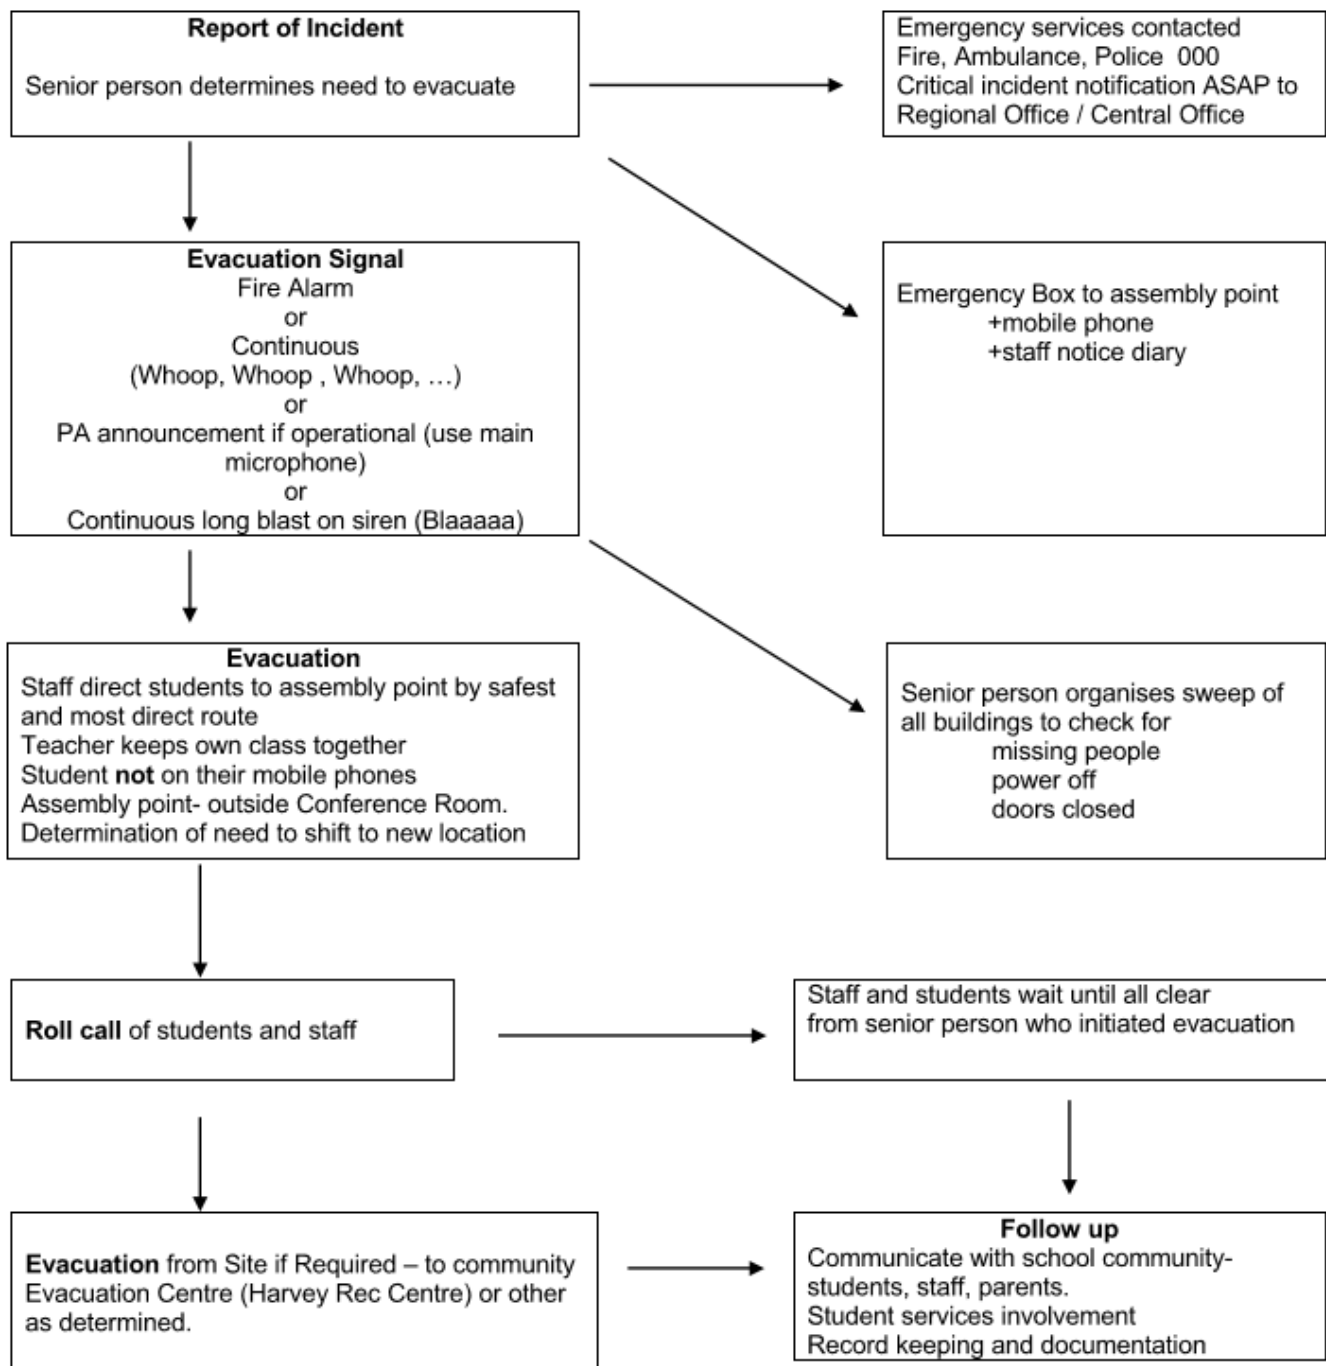 Report of Incident
Senior person determines need to evacuate
Emergency services contacted
Fire, Ambulance, Police  000
Critical incident notification ASAP to
Regional Office / Central Office
Evacuation Signal
Fire Alarm
or
Continuous
(Whoop, Whoop , Whoop, …)
or
PA announcement if operational (use main
microphone)
or
Continuous long blast on siren (Blaaaaa)
Emergency Box to assembly point
+mobile phone
+staff notice diary
Evacuation
Staff direct students to assembly point by safest
and most direct route
Teacher keeps own class together
Student not on their mobile phones
Assembly point- outside Conference Room.
Determination of need to shift to new location
Senior person organises sweep of
all buildings to check for
missing people
power off
doors closed
Roll call of students and staff
Staff and students wait until all clear
from senior person who initiated evacuation
Evacuation from Site if Required – to community
Evacuation Centre (Harvey Rec Centre) or other
as determined.
Follow up
Communicate with school community-
students, staff, parents.
Student services involvement
Record keeping and documentation